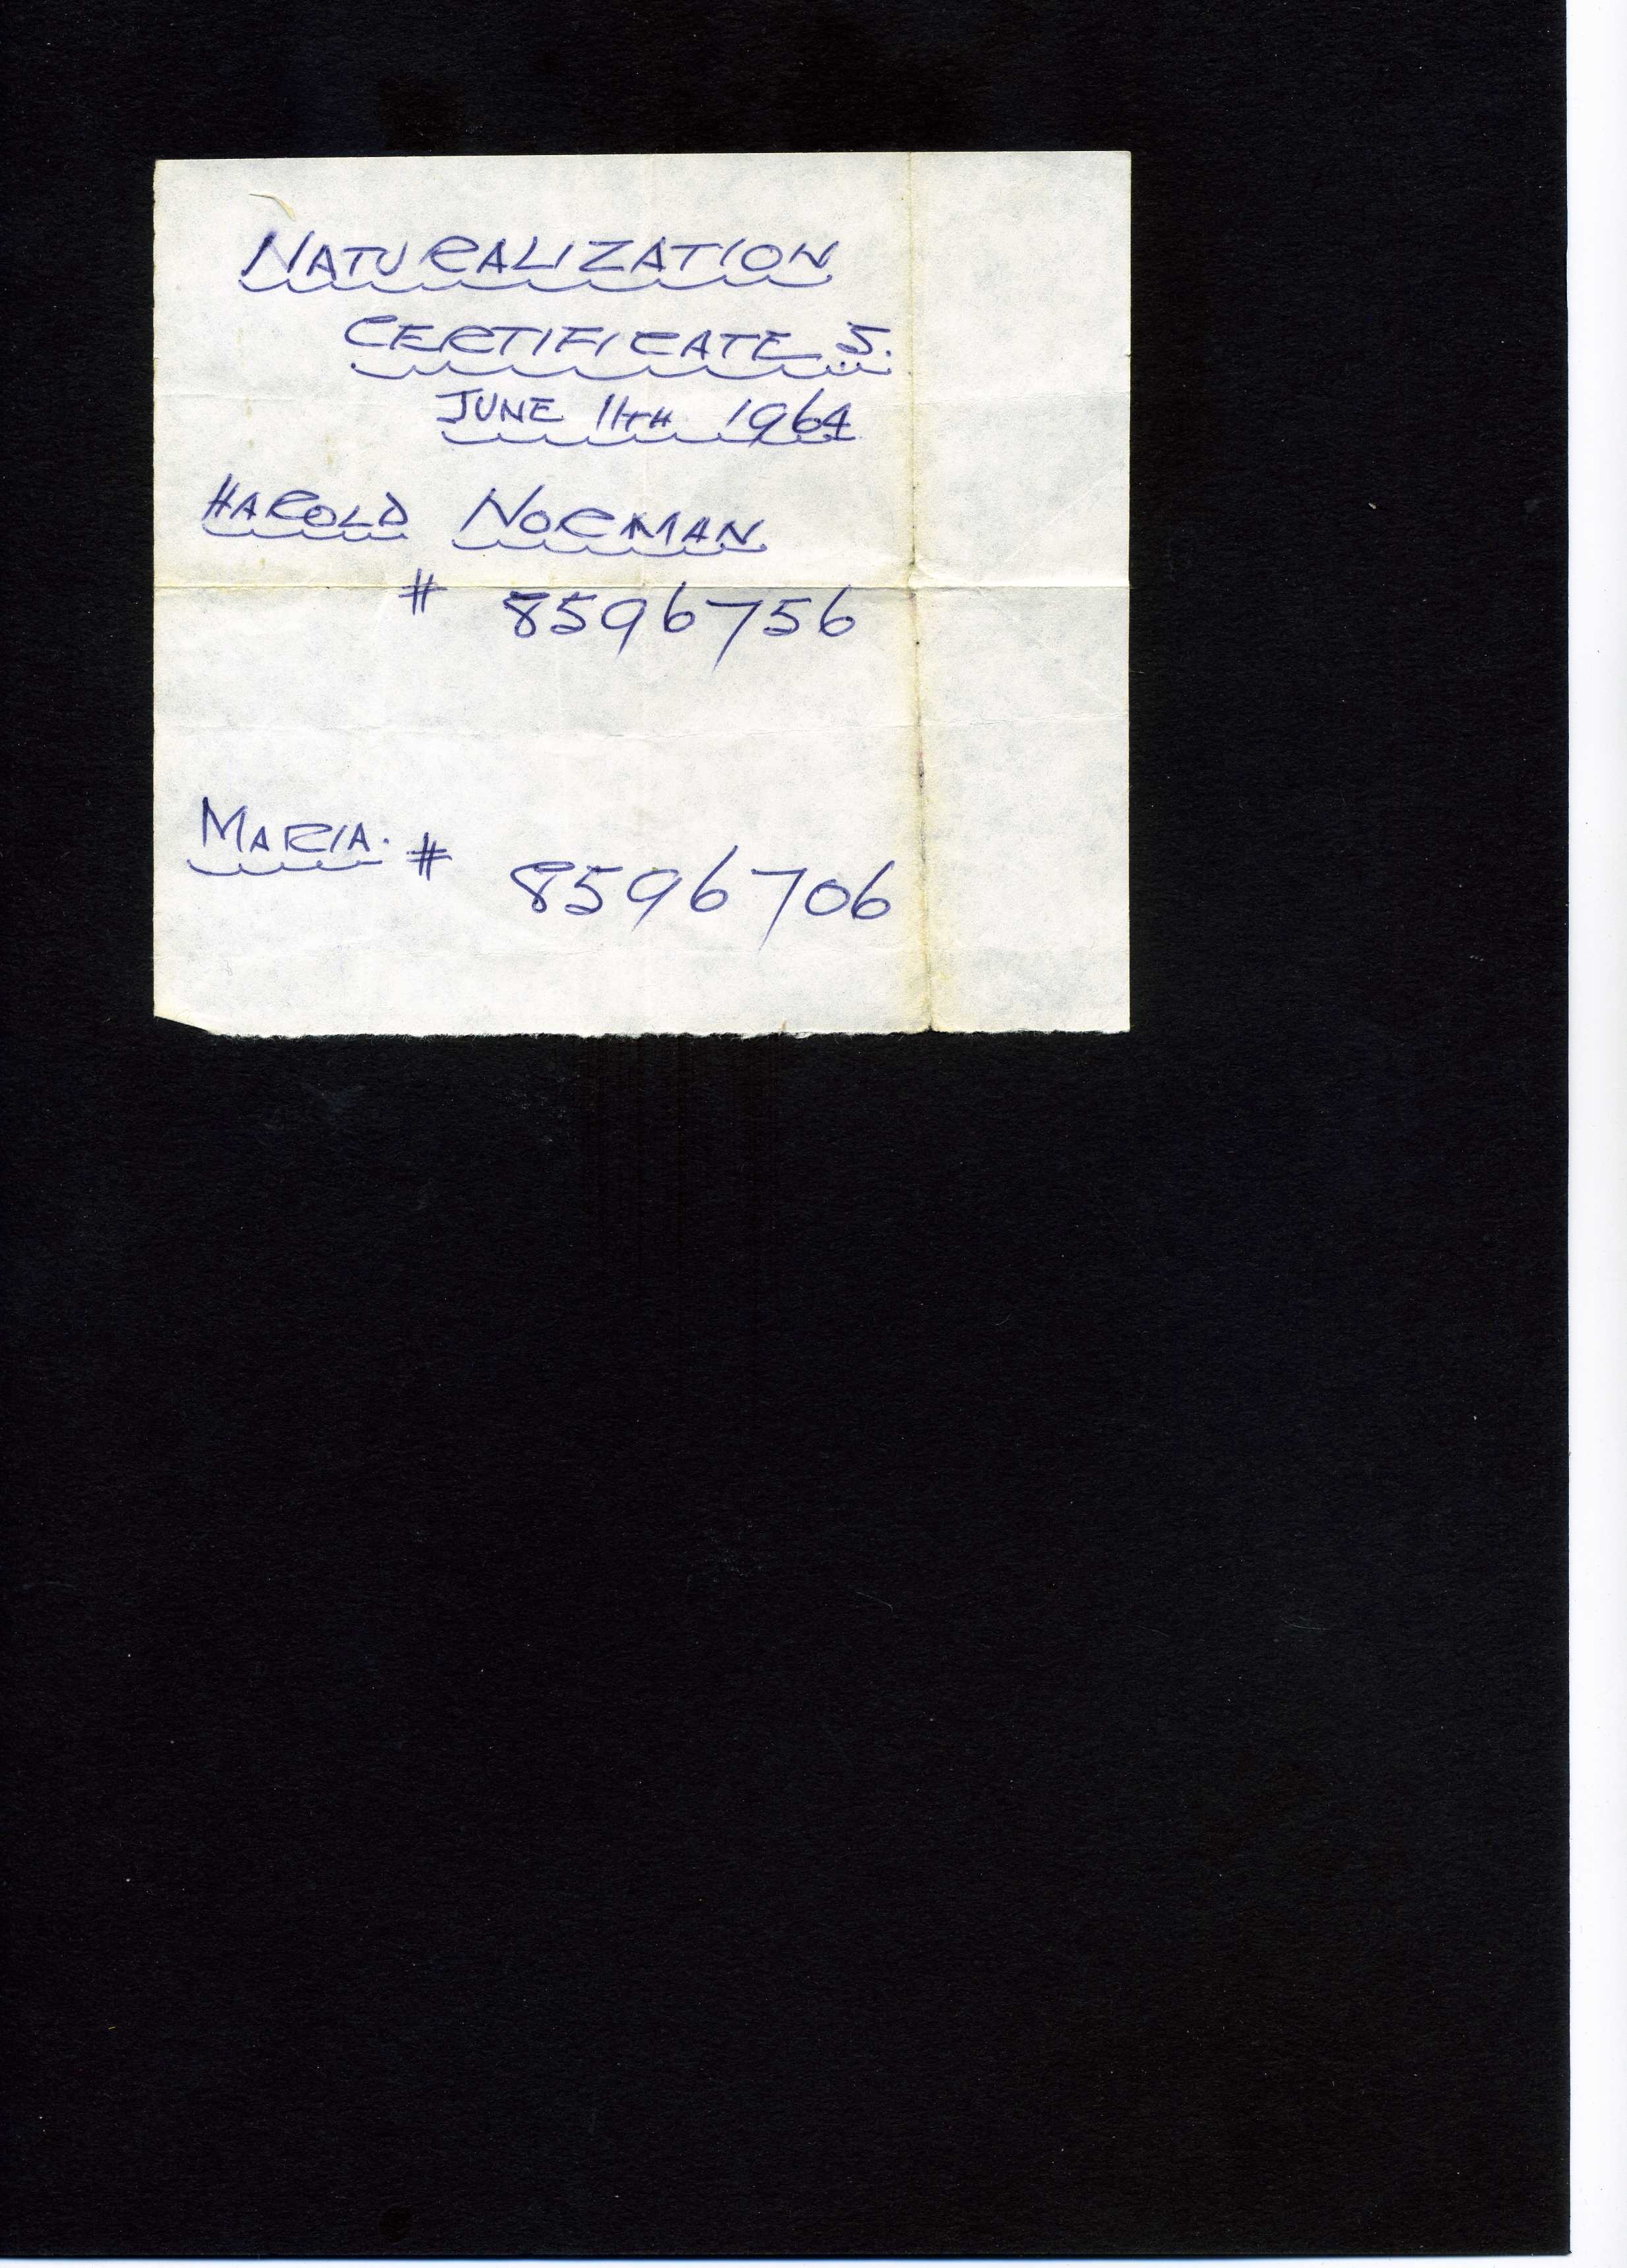 NATURALIZATION
CERTIFICATE S.
JUNE 11TH 1964
HAROLD NORMAN
# 8596756
MARIA. # 8596706